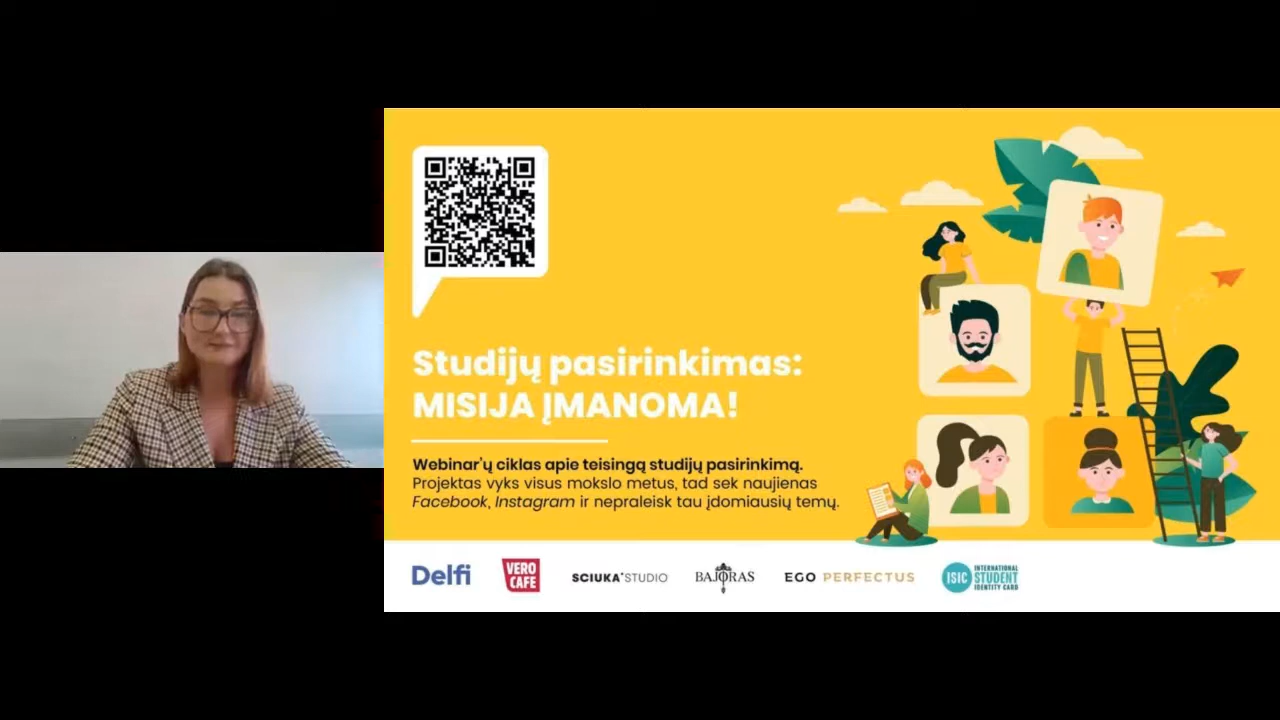 Studijų pasirinkimas:
MISIJA ĮMANOMA!
Webinar'ų ciklas apie teisingą studijų pasirinkimą.
Projektas vyks visus mokslo metus, tad sek naujienas
Facebook, Instagram ir nepraleisk tau įdomiausių temų.
Delfi
VERO
CAFE
SCIUKA*STUDIO
BAJORAS
EGO PERFECTUS
ISIC
INTERNATIONAL
STUDENT
IDENTITY CARD